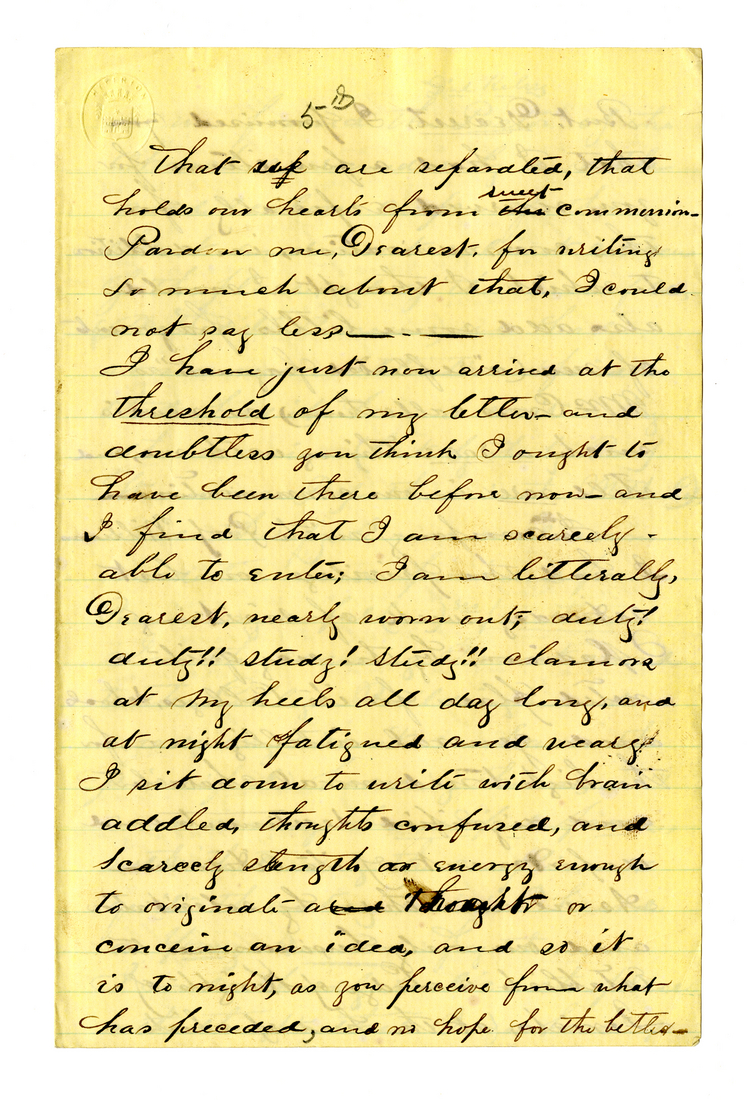 5th
that we are separated, that
holds our hearts from the sweet communion—
Pardon me, Dearest, for writing
so much about that, I could
not say less —— - ——
I have just now arrived at the
threshold of my letter— and
doubtless you think I ought to
have been there before now— and
I find that I am scarcely -
able to enter; I am litterally,
Dearest, nearly worn out; duty!
duty!! study! study!! clamors
at my heels all day long, and
at night fatigned and weary
I sit down to write with brain
addled, thoughts confused, and
scarcely stength or energy enough
to originate a thought or
conceive an idea, and so it
is to night, as you perceive from what
has preceded, and no hope for the better—